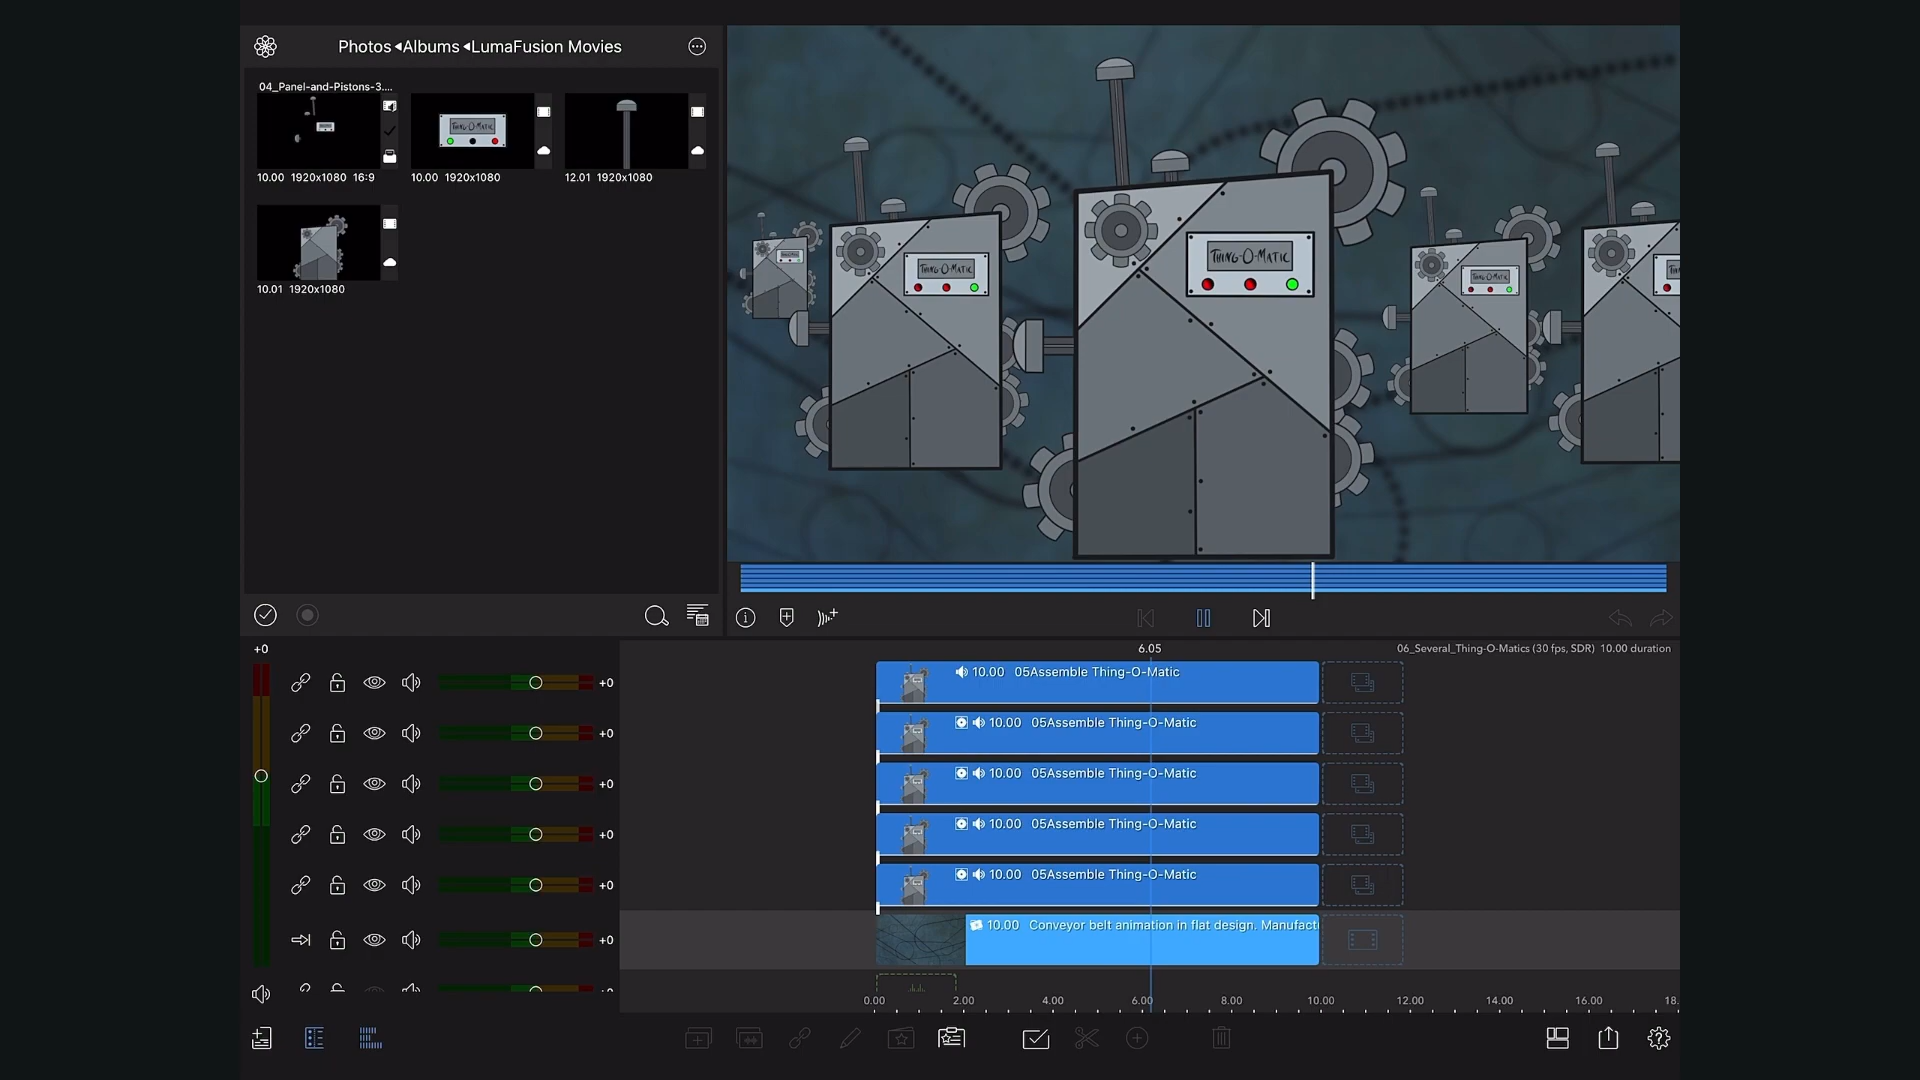 Photos ◂Albums ◂LumaFusion Movies
04_Panel-and-Pistons-3....
THING-O-MATIC
10.00 1920x1080 16:9
10.00 1920x1080
12.01 1920x1080
10.01 1920x1080
THING-O-MATIC
THING-O-MATIC
THING-O-MATIC
+0
6.05
06_Several_Thing-O-Matics (30 fps, SDR) 10.00 duration
+0
10.00 05Assemble Thing-O-Matic
+0
10.00 05Assemble Thing-O-Matic
+0
10.00 05Assemble Thing-O-Matic
+0
10.00 05Assemble Thing-O-Matic
+0
10.00 05Assemble Thing-O-Matic
+0
10.00 Conveyor belt animation in flat design. Manufacti
0.00 2.00 4.00 6.00 8.00 10.00 12.00 14.00 16.00 18.